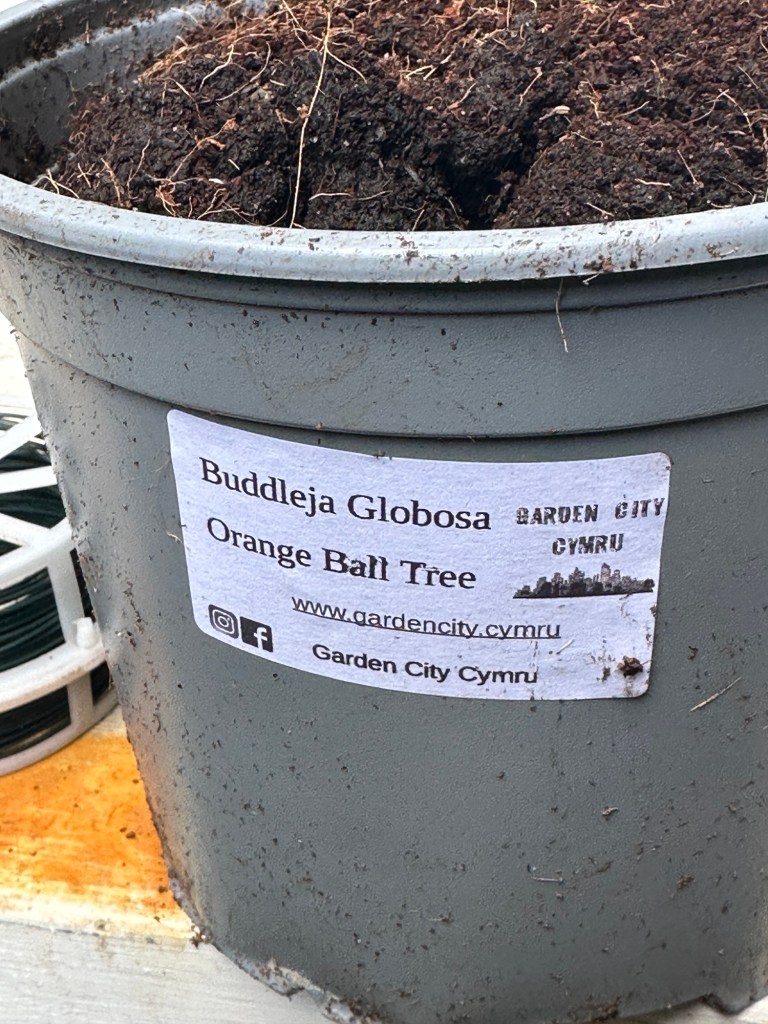 Buddleja Globosa
Orange Ball Tree
GARDEN CITY
CYMRU
www.gardencity.cymru
Garden City Cymru